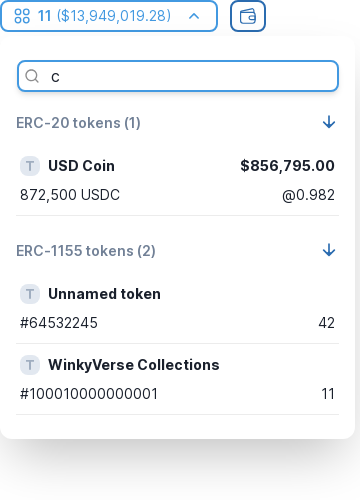 11 ($13,949,019.28)
c
ERC-20 tokens (1)
T USD Coin $856,795.00
872,500 USDC @0.982
ERC-1155 tokens (2)
T Unnamed token
#64532245 42
T WinkyVerse Collections
#100010000000001 11